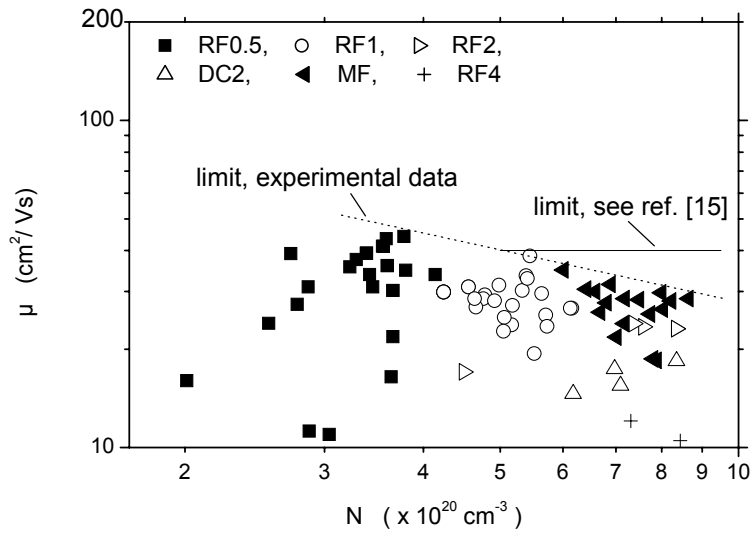 200
RF0.5, RF1, RF2,
DC2, MF, RF4
100
limit, experimental data
limit, see ref. [15]
μ (cm²/ Vs)
10
2 3 4 5 6 7 8 9 10
N ( x 10²⁰ cm⁻³)